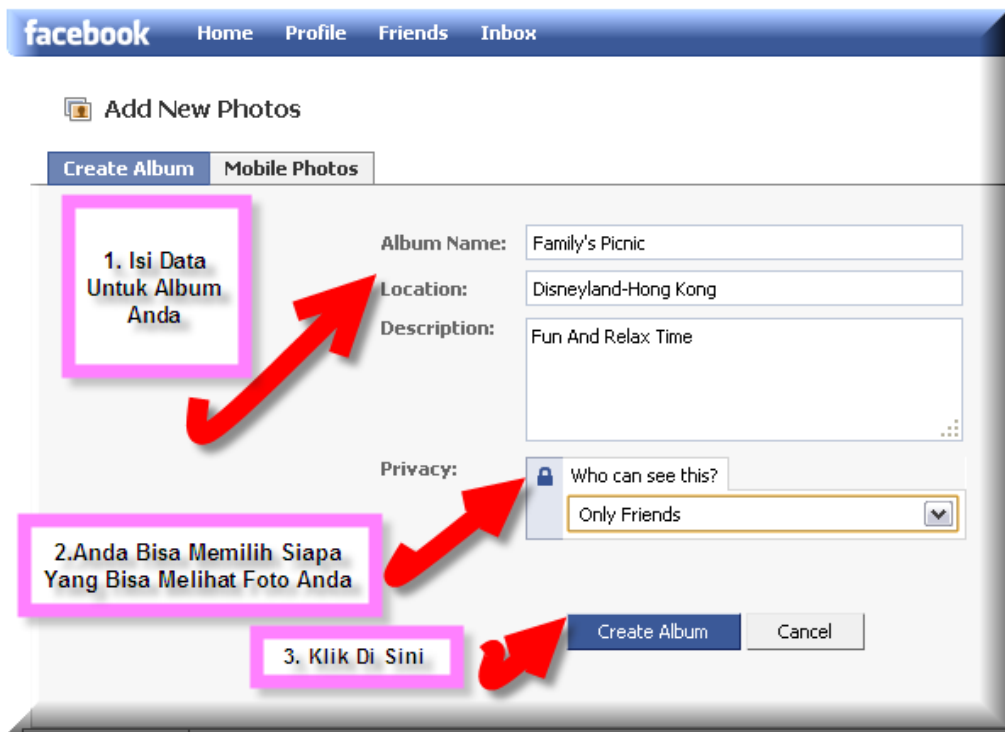 facebook Home Profile Friends Inbox
Add New Photos
Create Album Mobile Photos
1. Isi Data
Untuk Album
Anda
Album Name: Family's Picnic
Location: Disneyland-Hong Kong
Description: Fun And Relax Time
Privacy: Who can see this?
Only Friends
2.Anda Bisa Memilih Siapa
Yang Bisa Melihat Foto Anda
Create Album Cancel
3. Klik Di Sini